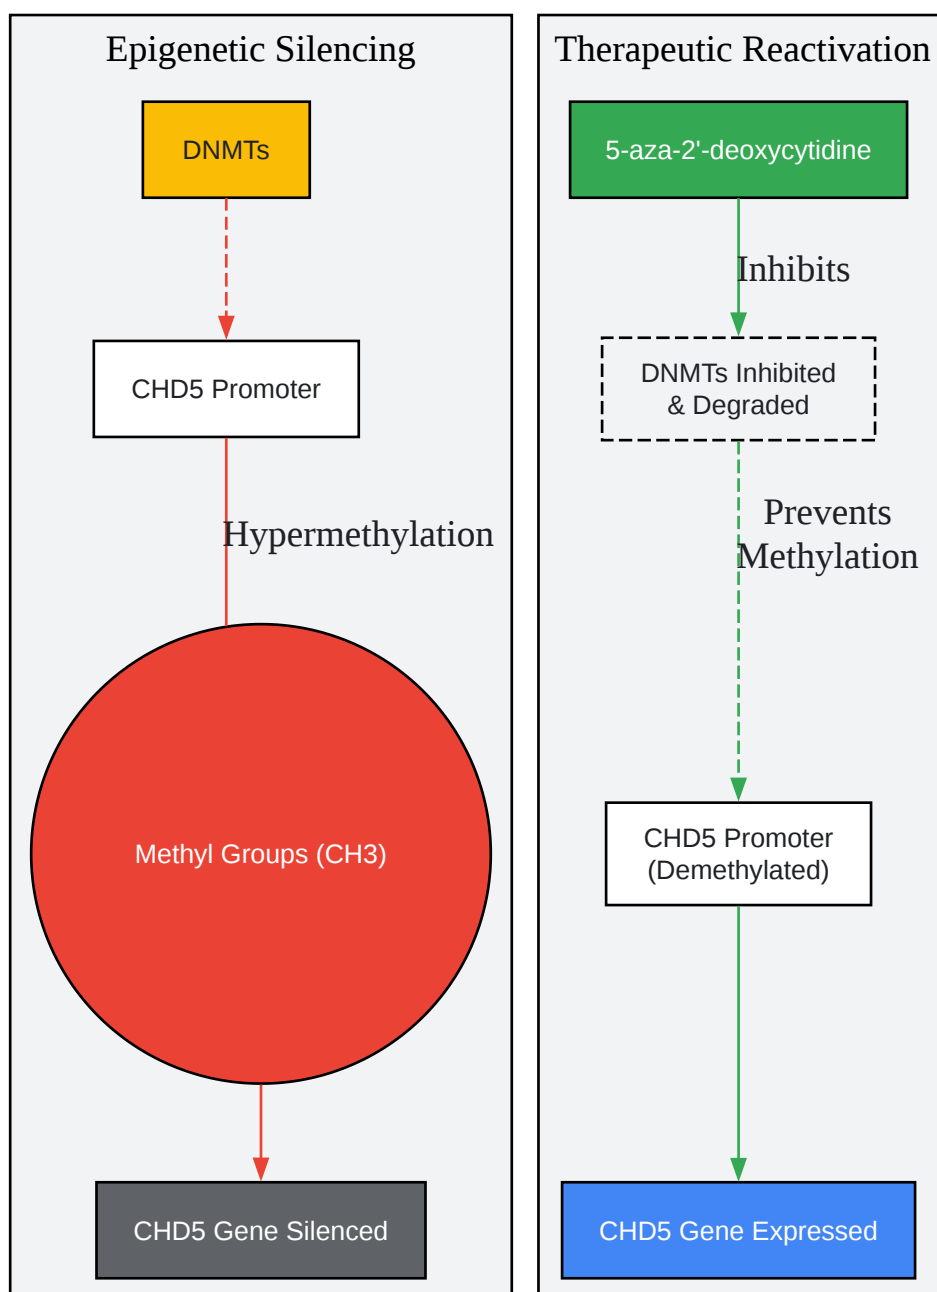 Epigenetic Silencing
DNMTs
CHD5 Promoter
Hypermethylation
Methyl Groups (CH3)
CHD5 Gene Silenced
Therapeutic Reactivation
5-aza-2'-deoxycytidine
Inhibits
DNMTs Inhibited
& Degraded
Prevents
Methylation
CHD5 Promoter
(Demethylated)
CHD5 Gene Expressed